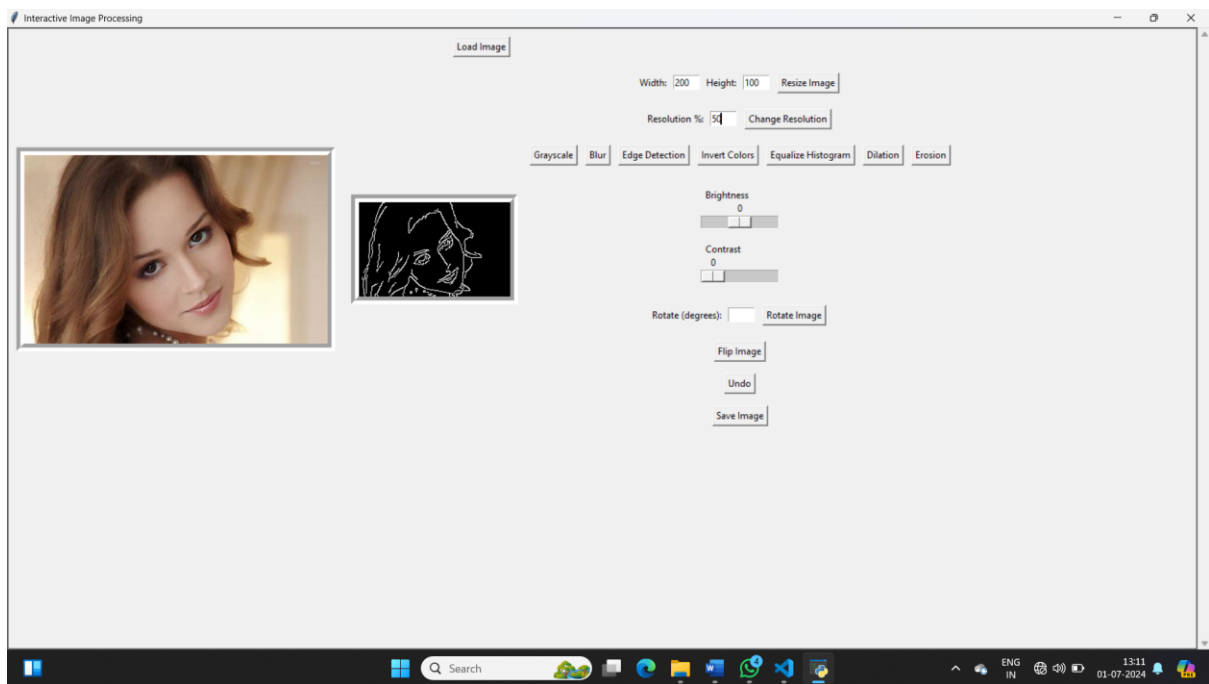 Interactive Image Processing
Load Image
Width: 200 Height: 100 Resize Image
Resolution %: 50 Change Resolution
Grayscale Blur Edge Detection Invert Colors Equalize Histogram Dilation Erosion
Brightness
0
Contrast
0
Rotate (degrees): Rotate Image
Flip Image
Undo
Save Image
Search
4
ENG
IN
13:11
01-07-2024
PRE